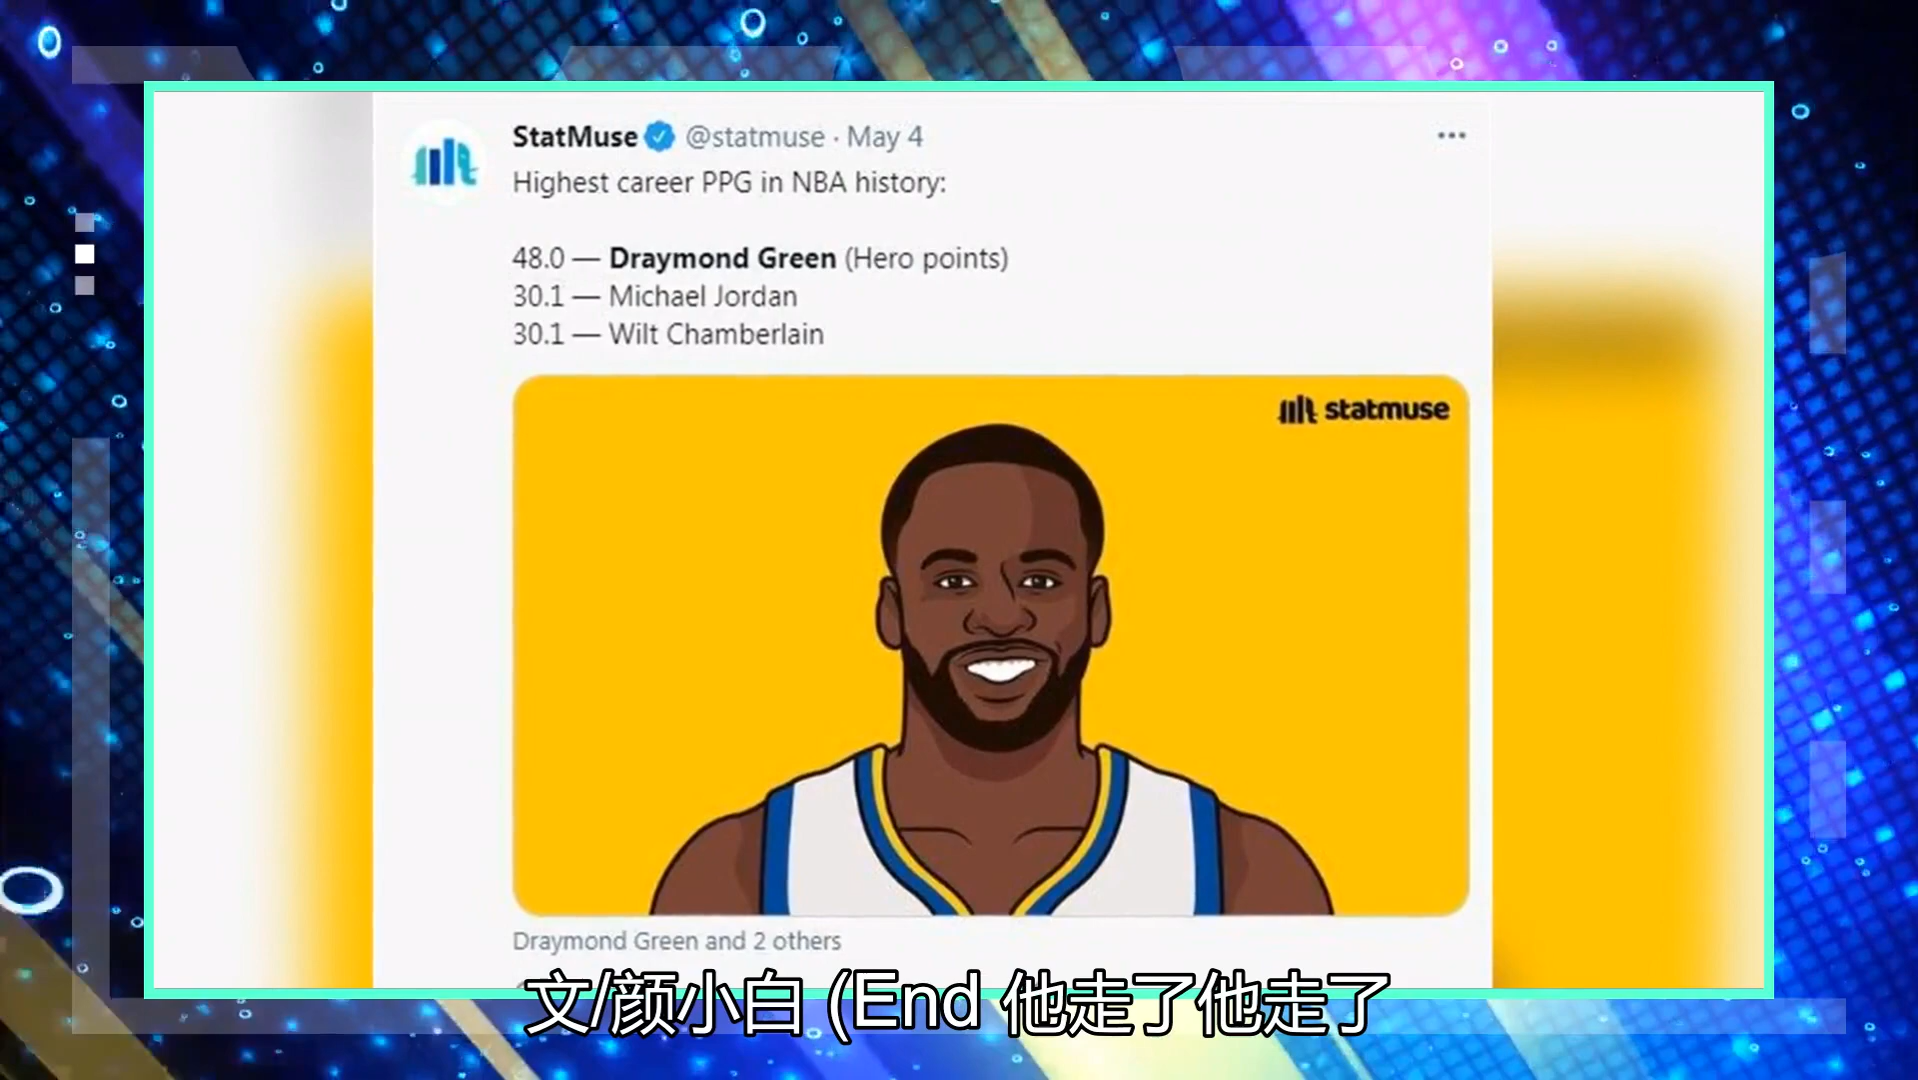 StatMuse @statmuse · May 4
Highest career PPG in NBA history:
48.0 — Draymond Green (Hero points)
30.1 — Michael Jordan
30.1 — Wilt Chamberlain
statmuse
Draymond Green and 2 others
文/颜小白 (End 他走了他走了